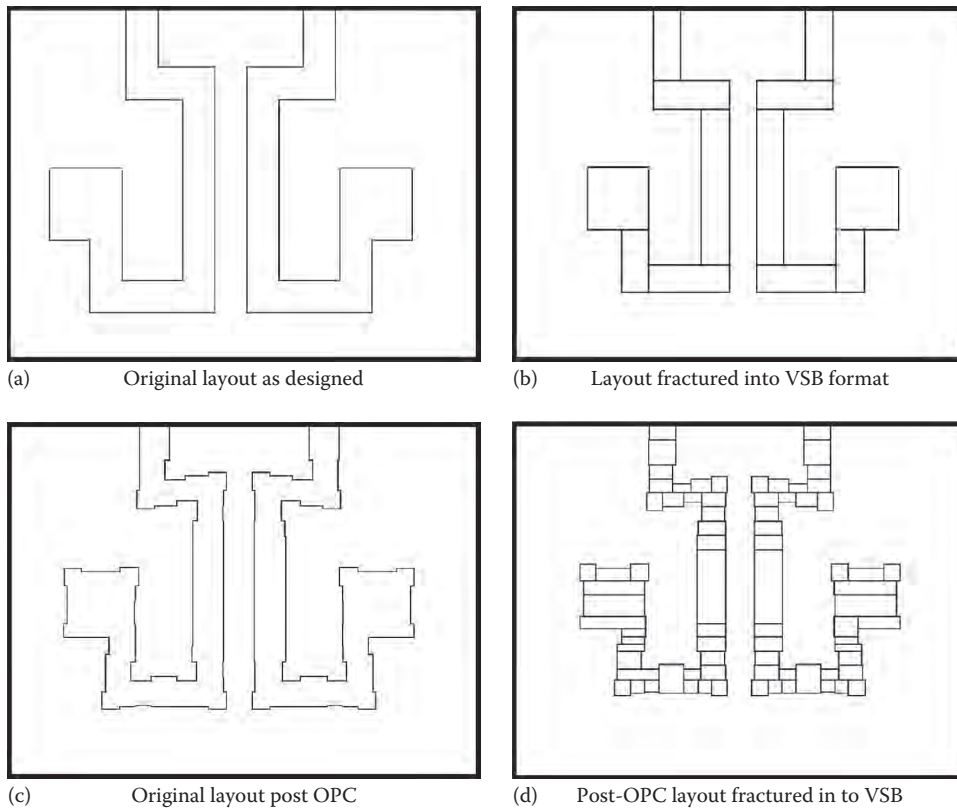 (a) Original layout as designed
(b) Layout fractured into VSB format
(c) Original layout post OPC
(d) Post-OPC layout fractured in to VSB